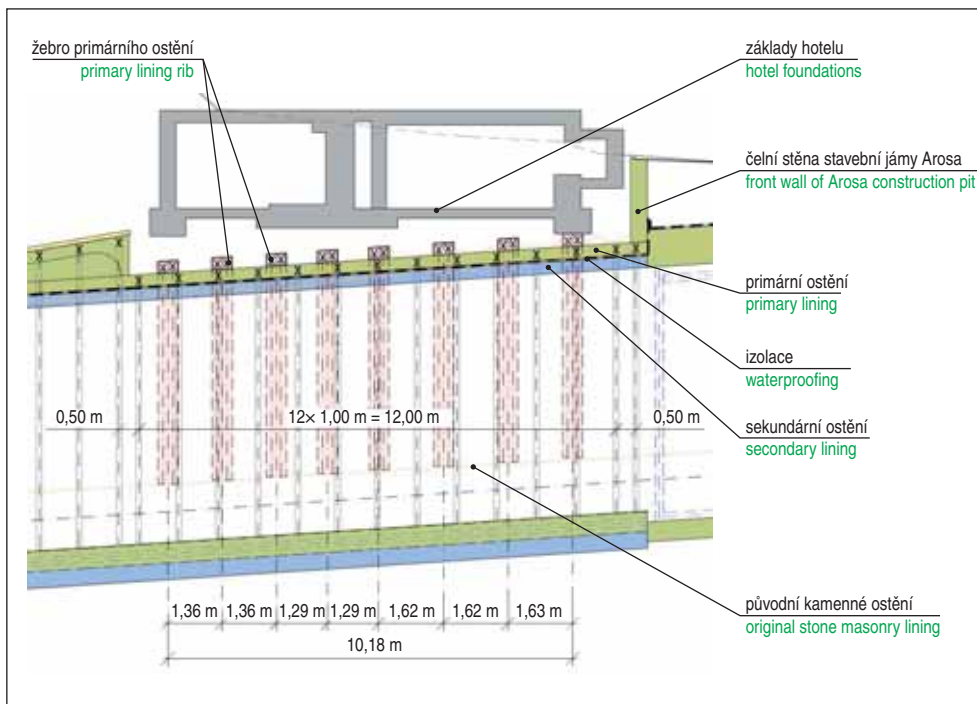 žebro primárního ostění
primary lining rib
základy hotelu
hotel foundations
čelní stěna stavební jámy Arosa
front wall of Arosa construction pit
primární ostění
primary lining
izolace
waterproofing
sekundární ostění
secondary lining
0,50 m
12× 1,00 m = 12,00 m
0,50 m
původní kamenné ostění
original stone masonry lining
1,36 m
1,36 m
1,29 m
1,29 m
1,62 m
1,62 m
1,63 m
10,18 m